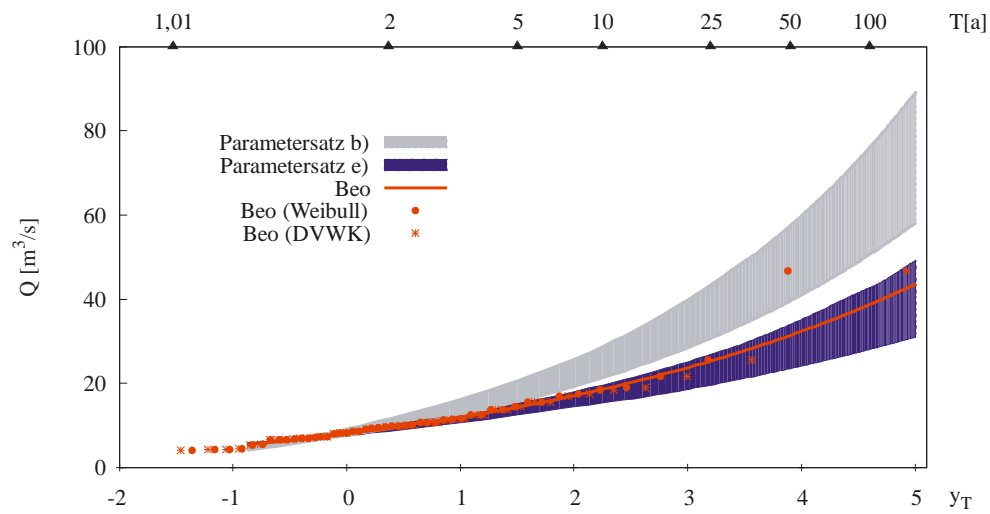 1,01 2 5 10 25 50 100 T[a]
100
80
60
40
20
0
Q [m³/s]
Parametersatz b)
Parametersatz e)
Beo
Beo (Weibull)
Beo (DVWK)
-2 -1 0 1 2 3 4 5 y_T